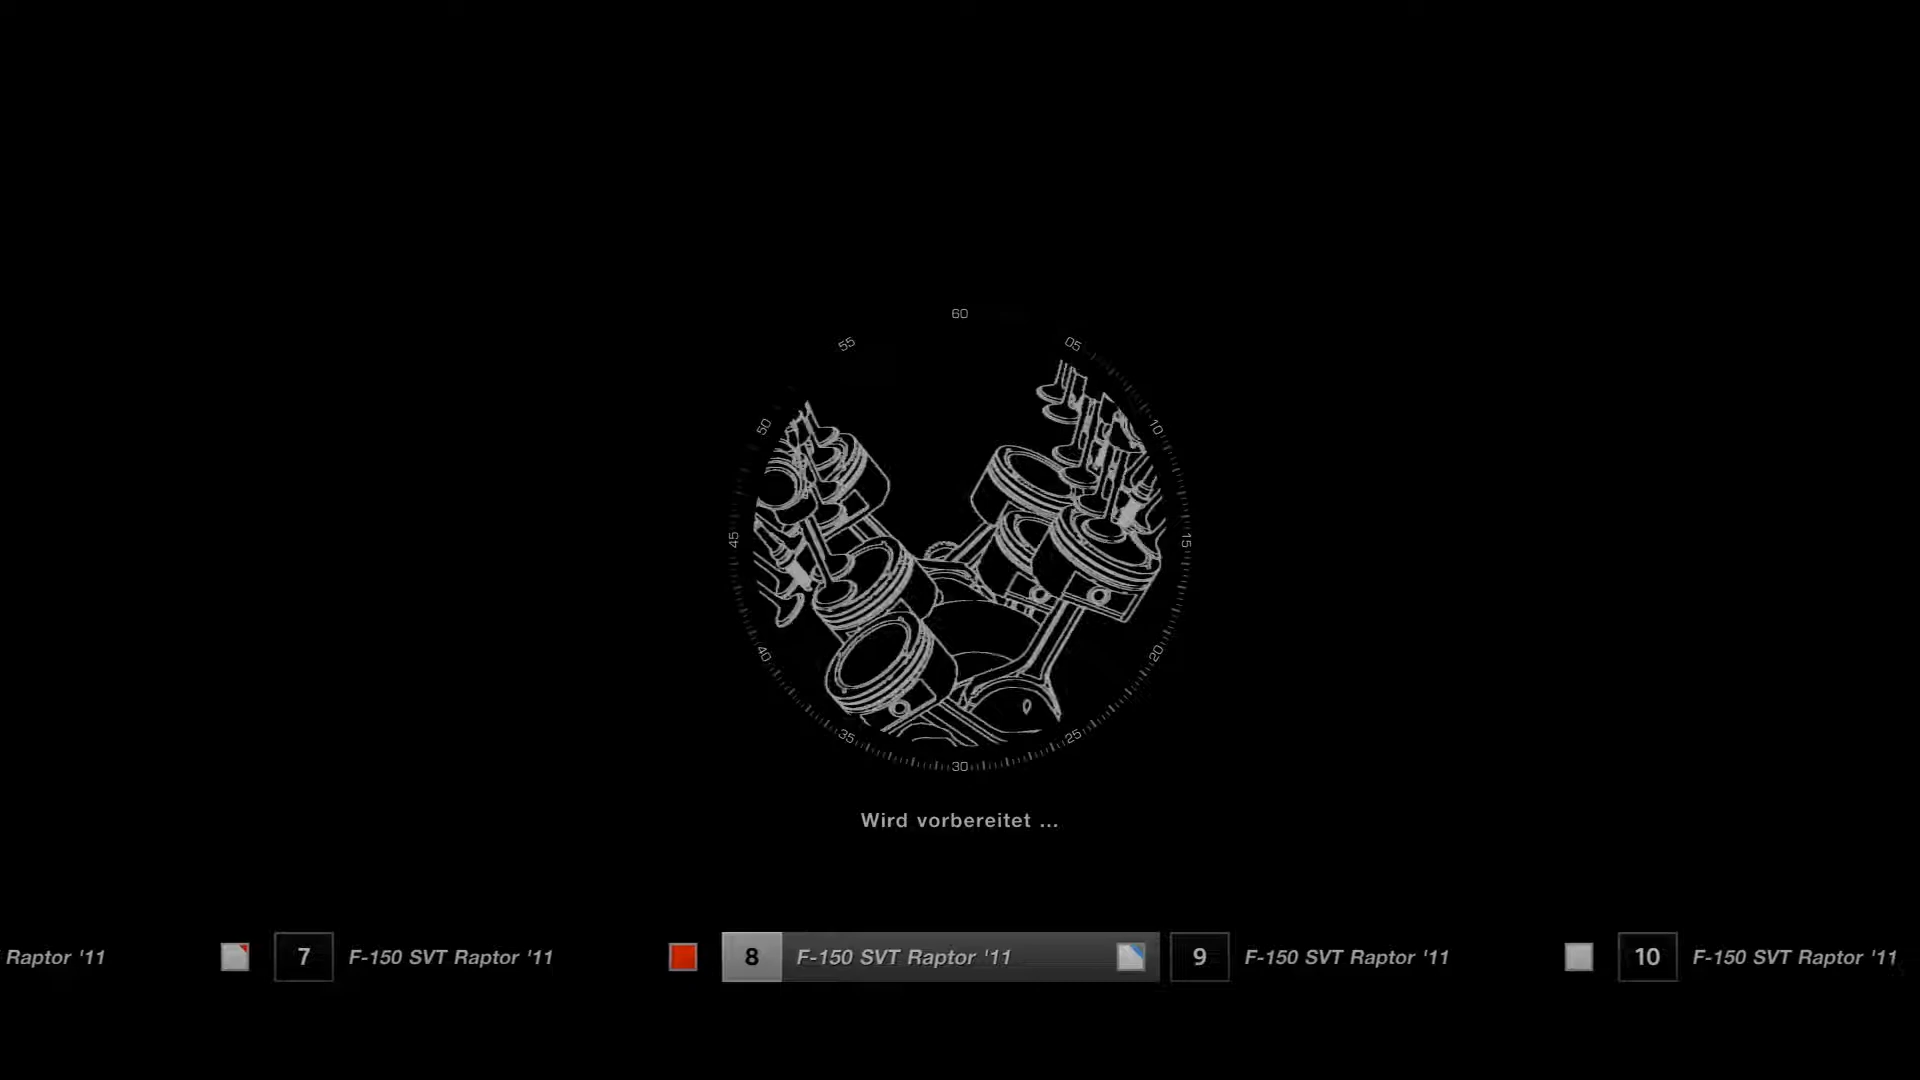 60
55
05
50
10
45
15
40
20
35
25
30
Wird vorbereitet ...
Raptor '11
7 F-150 SVT Raptor '11
8 F-150 SVT Raptor '11
9 F-150 SVT Raptor '11
10 F-150 SVT Raptor '11